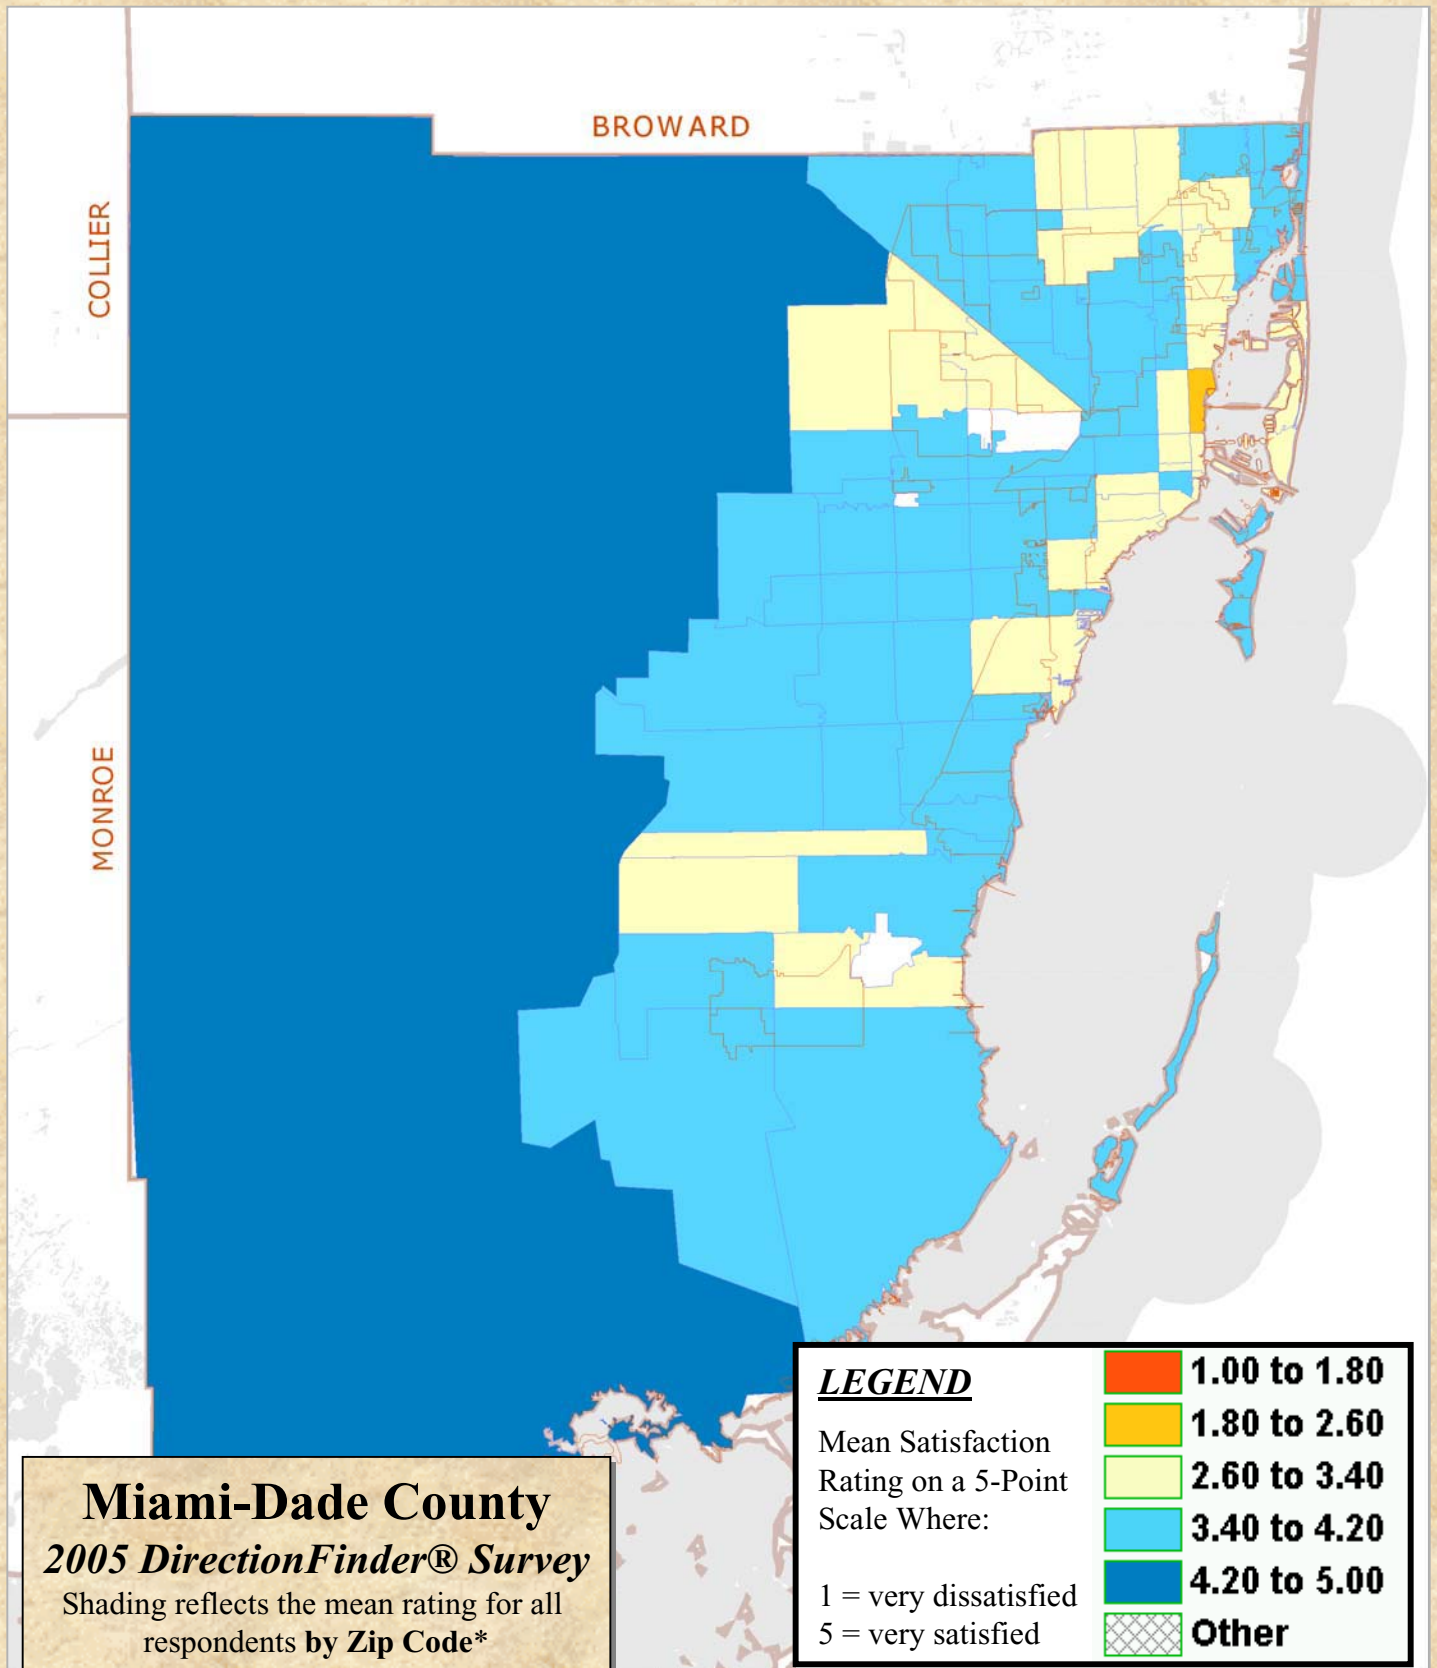 BROWARD
COLLIER
MONROE
LEGEND
Mean Satisfaction
Rating on a 5-Point
Scale Where:
1 = very dissatisfied
5 = very satisfied
1.00 to 1.80
1.80 to 2.60
2.60 to 3.40
3.40 to 4.20
4.20 to 5.00
Other
Miami-Dade County
2005 DirectionFinder® Survey
Shading reflects the mean rating for all
respondents by Zip Code*